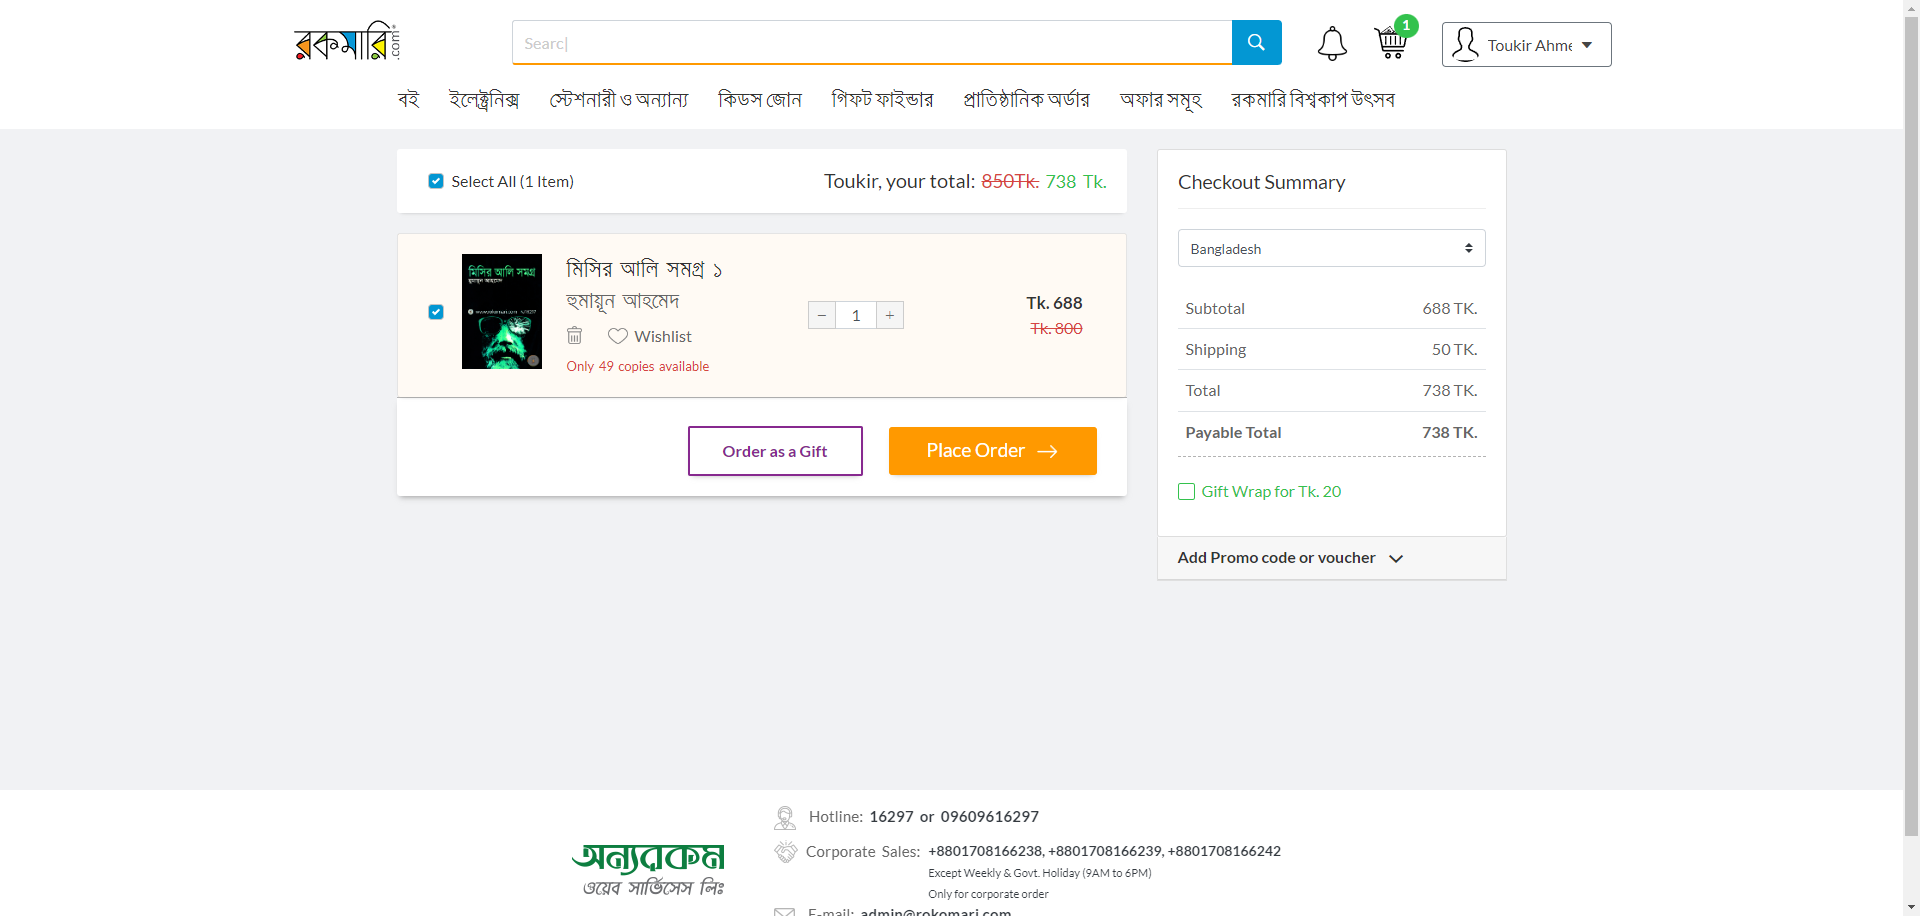 রকমারি.com
Searc
1
Toukir Ahme
বই ইলেক্ট্রনিক্স স্টেশনারী ও অন্যান্য কিডস জোন গিফট ফাইন্ডার প্রাতিষ্ঠানিক অর্ডার অফার সমূহ রকমারি বিশ্বকাপ উৎসব
Select All (1 Item)
Toukir, your total: 850Tk. 738 Tk.
মিসির আলি সমগ্র
হুমায়ূন আহমেদ
মিসির আলি সমগ্র ১
হুমায়ূন আহমেদ
Wishlist
Only 49 copies available
− 1 +
Tk. 688
Tk. 800
Order as a Gift
Place Order
Checkout Summary
Bangladesh
Subtotal 688 TK.
Shipping 50 TK.
Total 738 TK.
Payable Total 738 TK.
Gift Wrap for Tk. 20
Add Promo code or voucher
অন্যরকম
ওয়েব সার্ভিসেস লিঃ
Hotline: 16297 or 09609616297
Corporate Sales: +8801708166238, +8801708166239, +8801708166242
Except Weekly & Govt. Holiday (9AM to 6PM)
Only for corporate order
E-mail: admin@rokomari.com